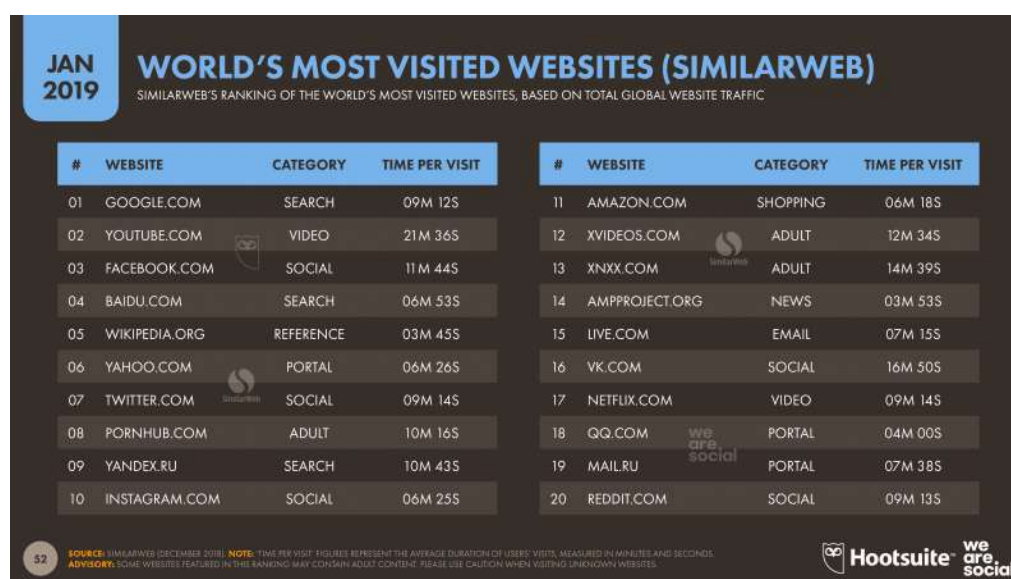 JAN
2019
WORLD'S MOST VISITED WEBSITES (SIMILARWEB)
SIMILARWEB'S RANKING OF THE WORLD'S MOST VISITED WEBSITES, BASED ON TOTAL GLOBAL WEBSITE TRAFFIC
# WEBSITE CATEGORY TIME PER VISIT
01 GOOGLE.COM SEARCH 09M 12S
02 YOUTUBE.COM VIDEO 21M 36S
03 FACEBOOK.COM SOCIAL 11M 44S
04 BAIDU.COM SEARCH 06M 53S
05 WIKIPEDIA.ORG REFERENCE 03M 45S
06 YAHOO.COM PORTAL 06M 26S
07 TWITTER.COM SOCIAL 09M 14S
08 PORNHUB.COM ADULT 10M 16S
09 YANDEX.RU SEARCH 10M 43S
10 INSTAGRAM.COM SOCIAL 06M 25S
SimilarWeb
# WEBSITE CATEGORY TIME PER VISIT
11 AMAZON.COM SHOPPING 06M 18S
12 XVIDEOS.COM ADULT 12M 34S
13 XNXX.COM ADULT 14M 39S
14 AMPPROJECT.ORG NEWS 03M 53S
15 LIVE.COM EMAIL 07M 15S
16 VK.COM SOCIAL 16M 50S
17 NETFLIX.COM VIDEO 09M 14S
18 QQ.COM PORTAL 04M 00S
19 MAIL.RU PORTAL 07M 38S
20 REDDIT.COM SOCIAL 09M 13S
SimilarWeb
we
are.
social
52
SOURCE: SIMILARWEB (DECEMBER 2018). NOTE: 'TIME PER VISIT' FIGURES REPRESENT THE AVERAGE DURATION OF USERS' VISITS, MEASURED IN MINUTES AND SECONDS.
ADVISORY: SOME WEBSITES FEATURED IN THIS RANKING MAY CONTAIN ADULT CONTENT. PLEASE USE CAUTION WHEN VISITING UNKNOWN WEBSITES.
Hootsuite
we
are.
social